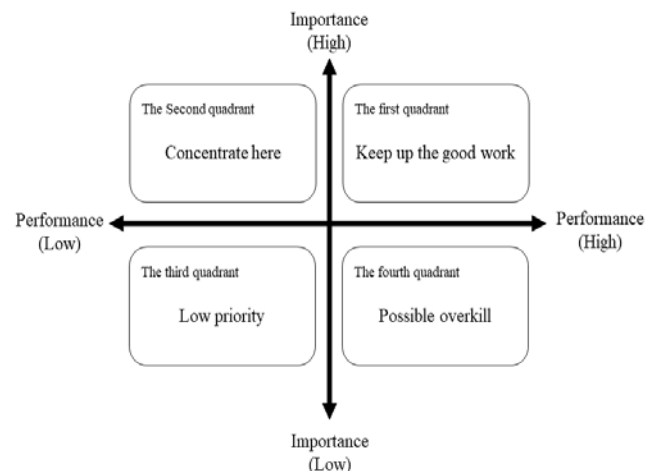 Importance
(High)
The Second quadrant
Concentrate here
The first quadrant
Keep up the good work
Performance
(Low)
Performance
(High)
The third quadrant
Low priority
The fourth quadrant
Possible overkill
Importance
(Low)